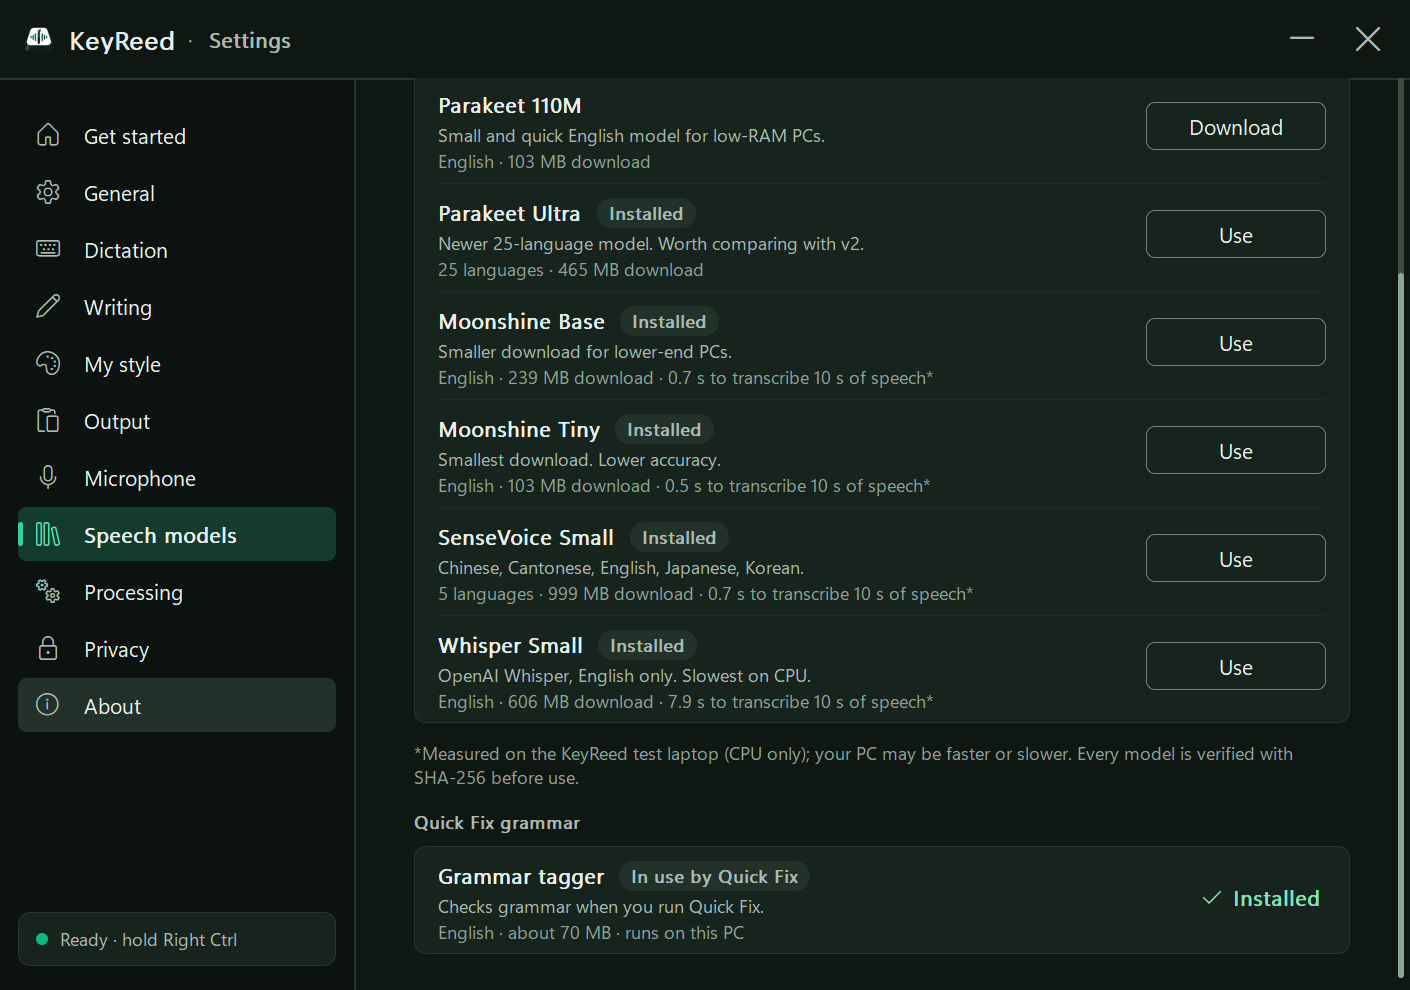 KeyReed · Settings
Get started
General
Dictation
Writing
My style
Output
Microphone
Speech models
Processing
Privacy
About
Ready · hold Right Ctrl
Parakeet 110M
Small and quick English model for low-RAM PCs.
English · 103 MB download
Download
Parakeet Ultra Installed
Newer 25-language model. Worth comparing with v2.
25 languages · 465 MB download
Use
Moonshine Base Installed
Smaller download for lower-end PCs.
English · 239 MB download · 0.7 s to transcribe 10 s of speech*
Use
Moonshine Tiny Installed
Smallest download. Lower accuracy.
English · 103 MB download · 0.5 s to transcribe 10 s of speech*
Use
SenseVoice Small Installed
Chinese, Cantonese, English, Japanese, Korean.
5 languages · 999 MB download · 0.7 s to transcribe 10 s of speech*
Use
Whisper Small Installed
OpenAI Whisper, English only. Slowest on CPU.
English · 606 MB download · 7.9 s to transcribe 10 s of speech*
Use
*Measured on the KeyReed test laptop (CPU only); your PC may be faster or slower. Every model is verified with
SHA-256 before use.
Quick Fix grammar
Grammar tagger In use by Quick Fix
Checks grammar when you run Quick Fix.
English · about 70 MB · runs on this PC
Installed